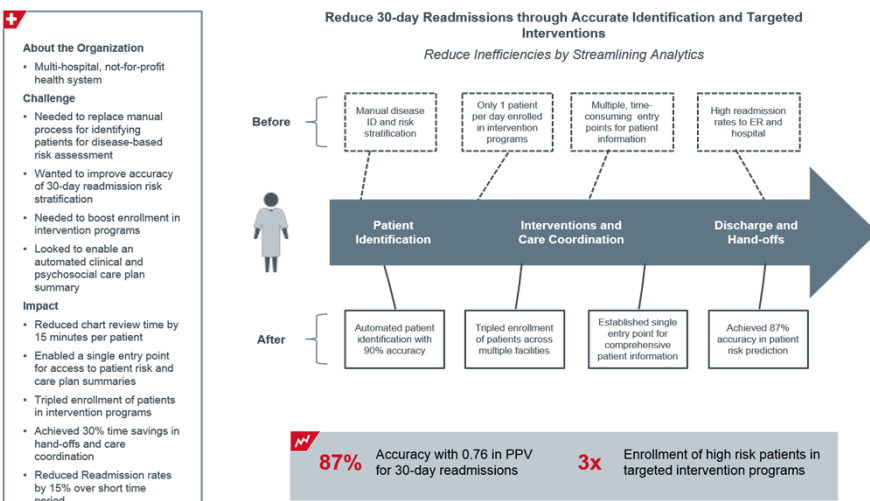 About the Organization
• Multi-hospital, not-for-profit
health system
Challenge
• Needed to replace manual
process for identifying
patients for disease-based
risk assessment
• Wanted to improve accuracy
of 30-day readmission risk
stratification
• Needed to boost enrollment in
intervention programs
• Looked to enable an
automated clinical and
psychosocial care plan
summary
Impact
• Reduced chart review time by
15 minutes per patient
• Enabled a single entry point
for access to patient risk and
care plan summaries
• Tripled enrollment of patients
in intervention programs
• Achieved 30% time savings in
hand-offs and care
coordination
• Reduced Readmission rates
by 15% over short time
period
Reduce 30-day Readmissions through Accurate Identification and Targeted
Interventions
Reduce Inefficiencies by Streamlining Analytics
Before
Manual disease
ID and risk
stratification
Only 1 patient
per day enrolled
in intervention
programs
Multiple, time-
consuming entry
points for patient
information
High readmission
rates to ER and
hospital
Patient
Identification
Interventions and
Care Coordination
Discharge and
Hand-offs
After
Automated patient
identification with
90% accuracy
Tripled enrollment
of patients across
multiple facilities
Established single
entry point for
comprehensive
patient information
Achieved 87%
accuracy in patient
risk prediction
87%
Accuracy with 0.76 in PPV
for 30-day readmissions
3x
Enrollment of high risk patients in
targeted intervention programs